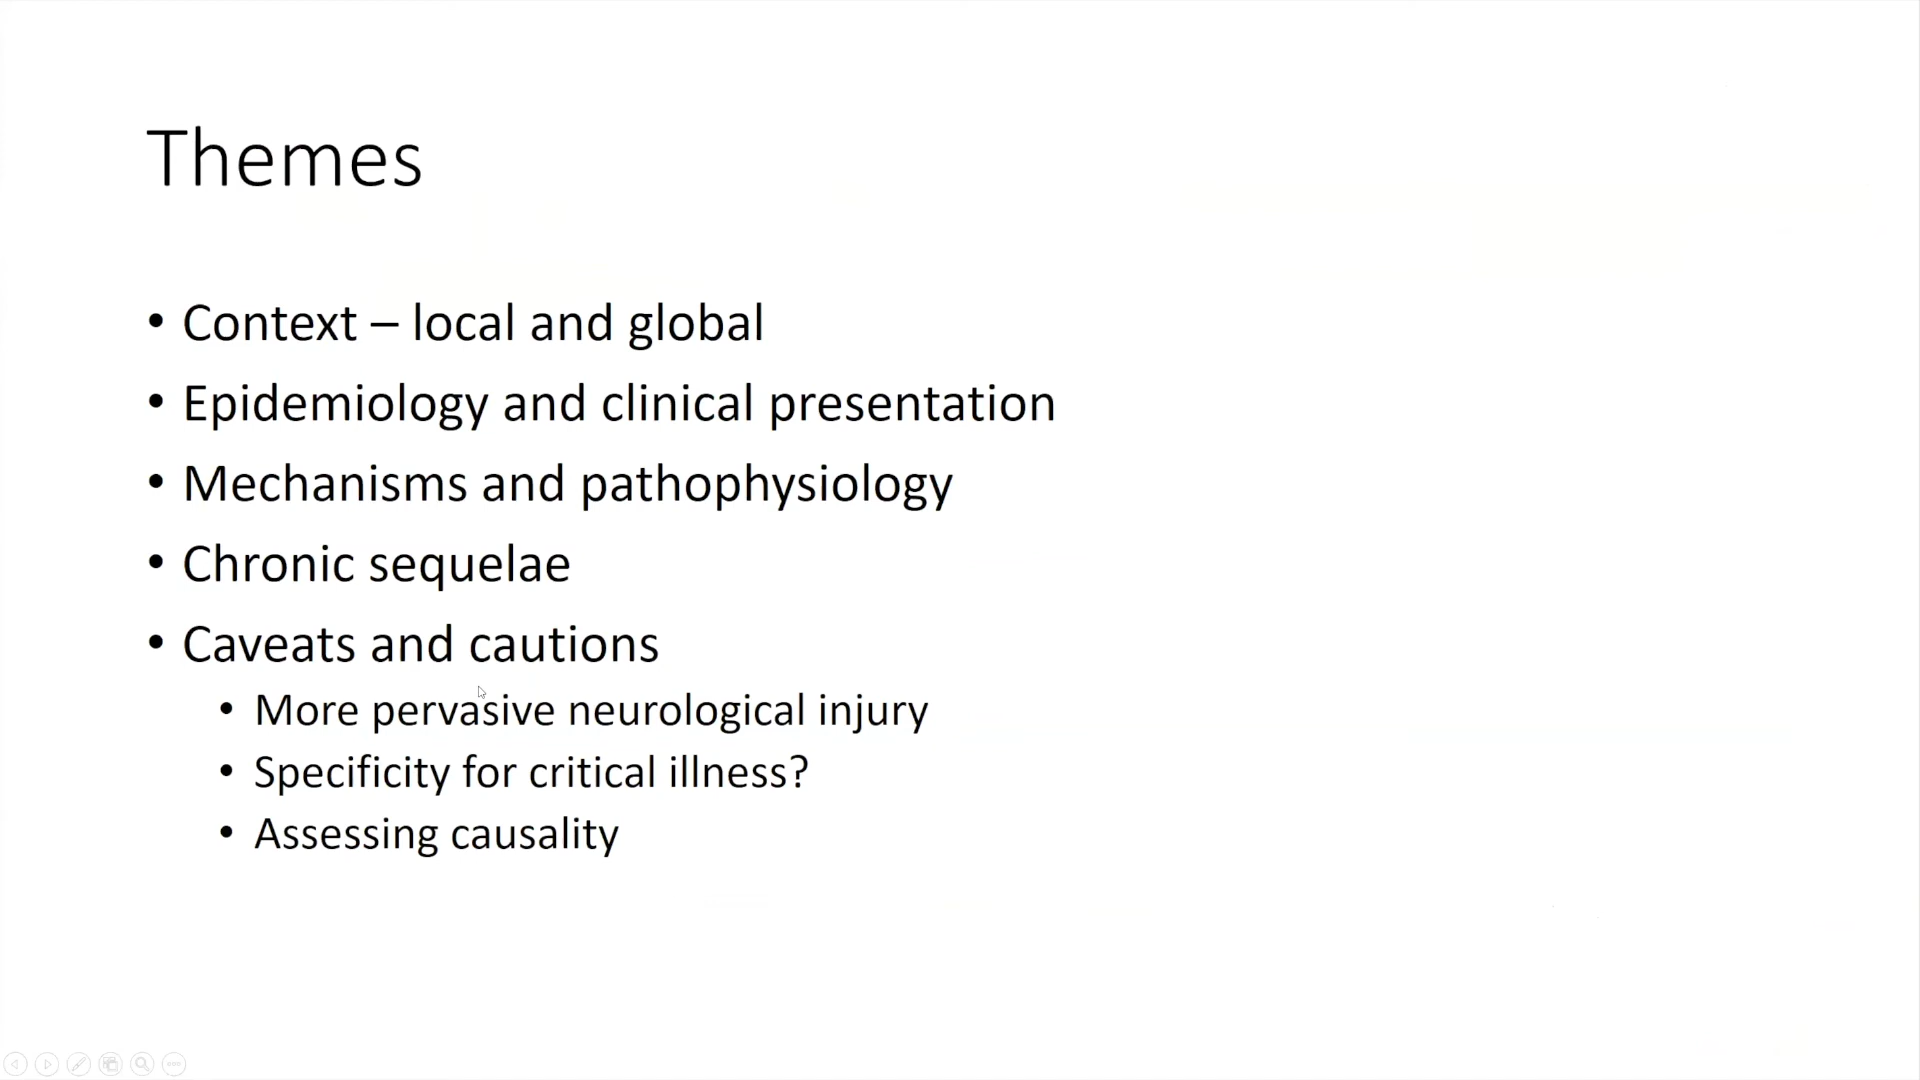 Themes
• Context – local and global
• Epidemiology and clinical presentation
• Mechanisms and pathophysiology
• Chronic sequelae
• Caveats and cautions
• More pervasive neurological injury
• Specificity for critical illness?
• Assessing causality